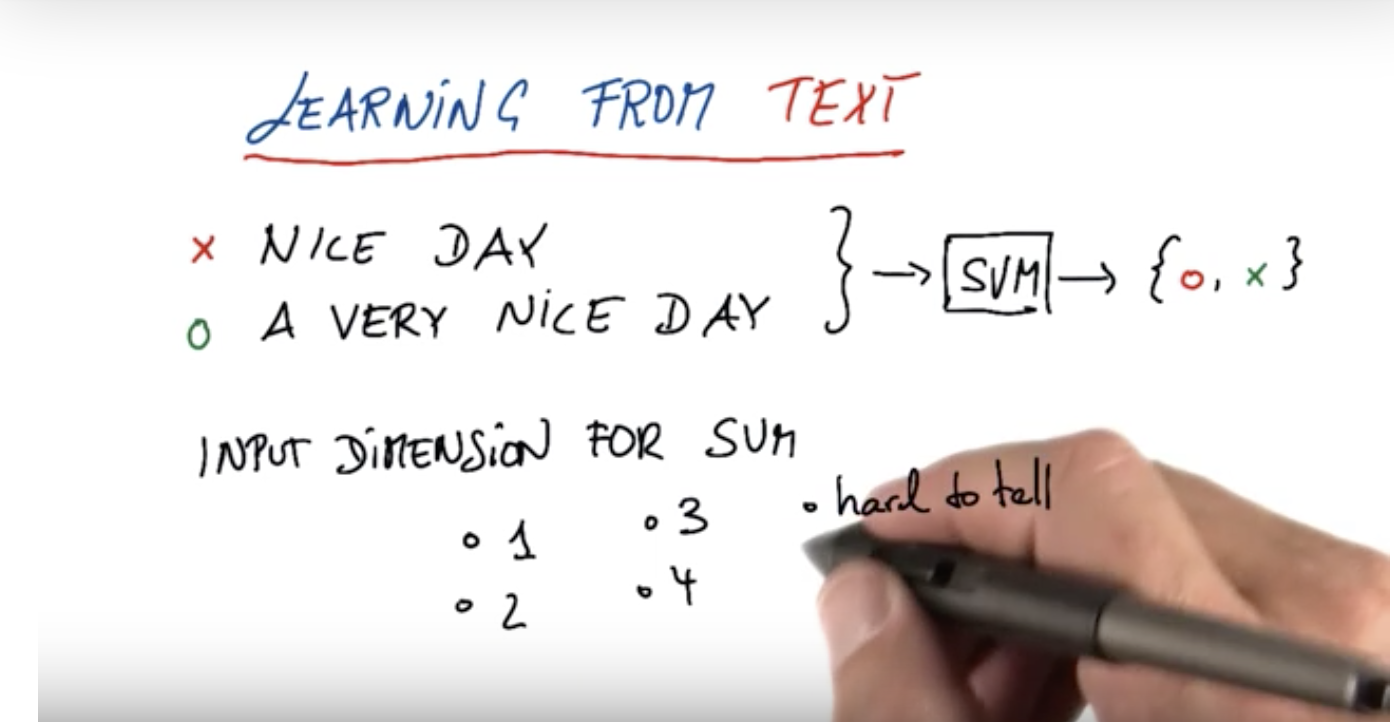 LEARNING FROM TEXT
x NICE DAY
o A VERY NICE DAY
} → SVM → {o, x}
INPUT DIMENSION FOR SVM
• 1
• 2
• 3
• 4
• hard to tell